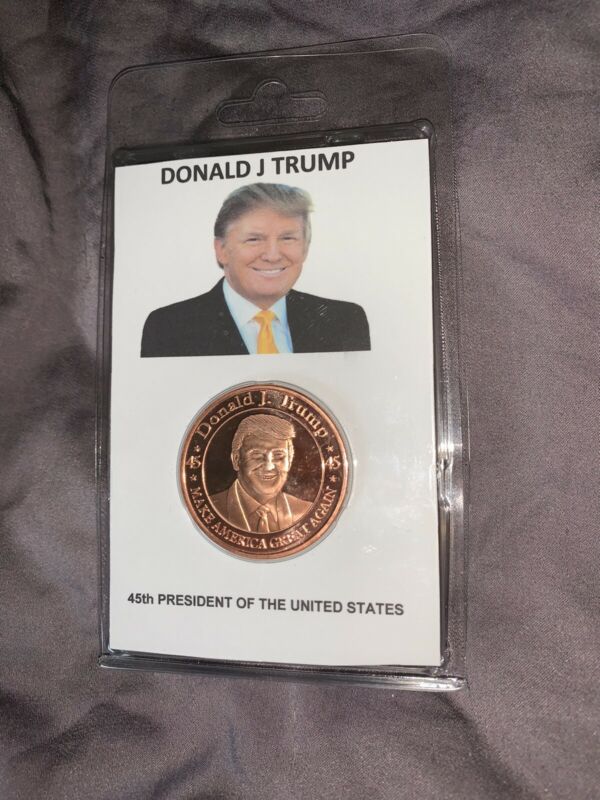 DONALD J TRUMP
Donald J. Trump
45 45
MAKE AMERICA GREAT AGAIN
45th PRESIDENT OF THE UNITED STATES